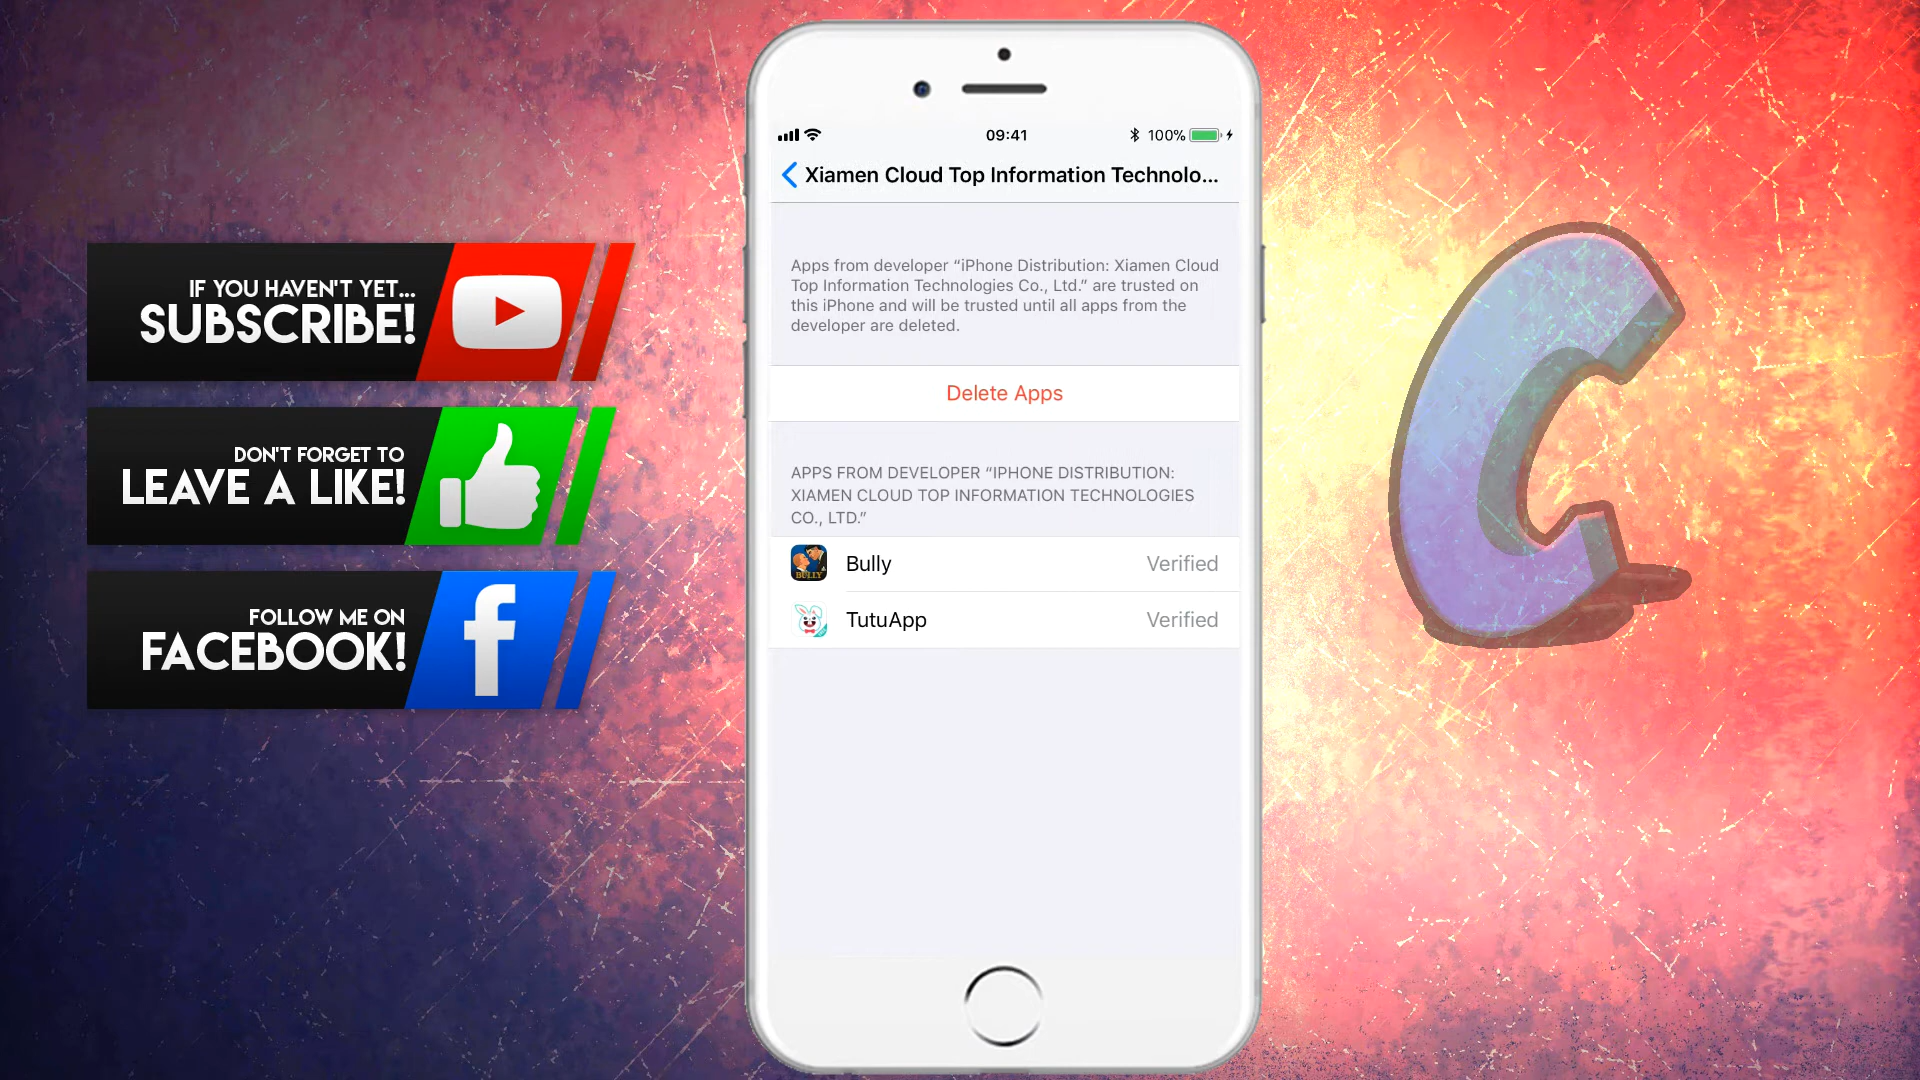 IF YOU HAVEN'T YET...
SUBSCRIBE!
DON'T FORGET TO
LEAVE A LIKE!
FOLLOW ME ON
FACEBOOK!
09:41
100%
Xiamen Cloud Top Information Technolo...
Apps from developer “iPhone Distribution: Xiamen Cloud
Top Information Technologies Co., Ltd.” are trusted on
this iPhone and will be trusted until all apps from the
developer are deleted.
Delete Apps
APPS FROM DEVELOPER “IPHONE DISTRIBUTION:
XIAMEN CLOUD TOP INFORMATION TECHNOLOGIES
CO., LTD.”
BULLY
Bully Verified
TutuApp Verified
C